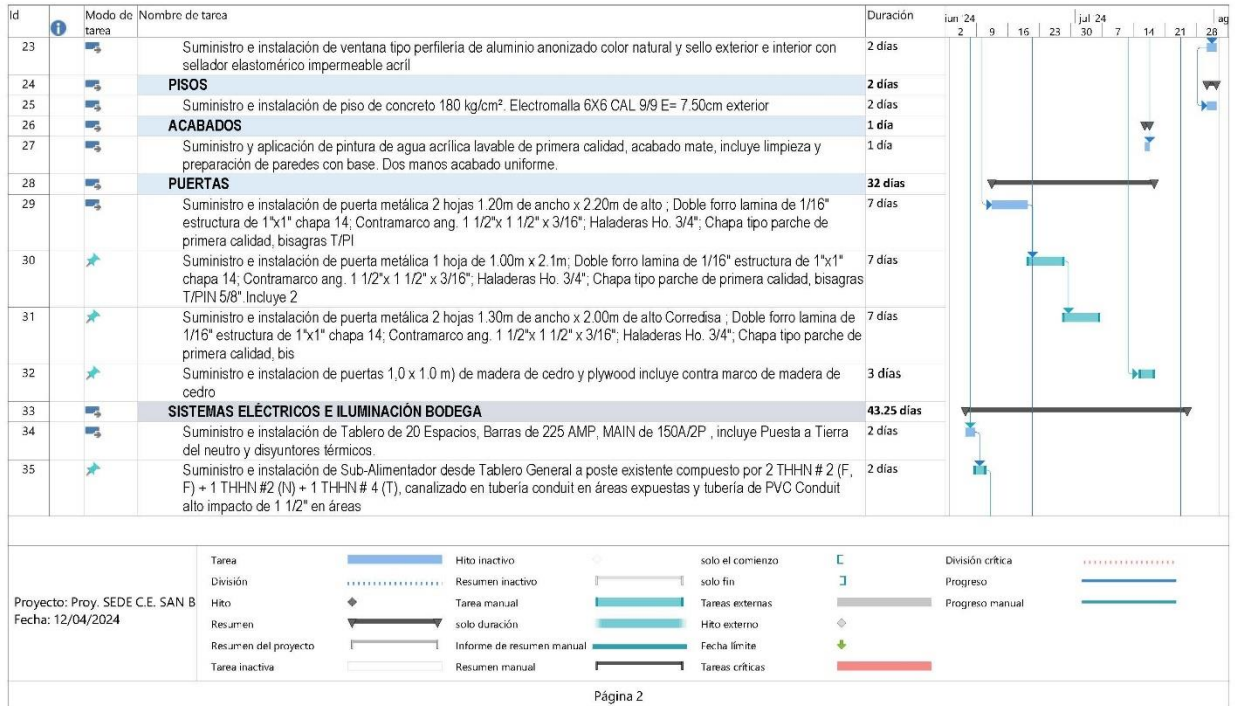 Id Modo de tarea Nombre de tarea Duración
jun '24 jul '24 ag
2 9 16 23 30 7 14 21 28
23 Suministro e instalación de ventana tipo perfilería de aluminio anonizado color natural y sello exterior e interior con 2 días
sellador elastomérico impermeable acríl
24 PISOS 2 días
25 Suministro e instalación de piso de concreto 180 kg/cm². Electromalla 6X6 CAL 9/9 E= 7.50cm exterior 2 días
26 ACABADOS 1 día
27 Suministro y aplicación de pintura de agua acrílica lavable de primera calidad, acabado mate, incluye limpieza y 1 día
preparación de paredes con base. Dos manos acabado uniforme.
28 PUERTAS 32 días
29 Suministro e instalación de puerta metálica 2 hojas 1.20m de ancho x 2.20m de alto ; Doble forro lamina de 1/16" 7 días
estructura de 1"x1" chapa 14; Contramarco ang. 1 1/2"x 1 1/2" x 3/16"; Haladeras Ho. 3/4"; Chapa tipo parche de
primera calidad, bisagras T/PI
30 Suministro e instalación de puerta metálica 1 hoja de 1.00m x 2.1m; Doble forro lamina de 1/16" estructura de 1"x1" 7 días
chapa 14; Contramarco ang. 1 1/2"x 1 1/2" x 3/16"; Haladeras Ho. 3/4"; Chapa tipo parche de primera calidad, bisagras
T/PIN 5/8".Incluye 2
31 Suministro e instalación de puerta metálica 2 hojas 1.30m de ancho x 2.00m de alto Corredisa ; Doble forro lamina de 7 días
1/16" estructura de 1"x1" chapa 14; Contramarco ang. 1 1/2"x 1 1/2" x 3/16"; Haladeras Ho. 3/4"; Chapa tipo parche de
primera calidad, bis
32 Suministro e instalacion de puertas 1,0 x 1.0 m) de madera de cedro y plywood incluye contra marco de madera de 3 días
cedro
33 SISTEMAS ELÉCTRICOS E ILUMINACIÓN BODEGA 43.25 días
34 Suministro e instalación de Tablero de 20 Espacios, Barras de 225 AMP, MAIN de 150A/2P , incluye Puesta a Tierra 2 días
del neutro y disyuntores térmicos.
35 Suministro e instalación de Sub-Alimentador desde Tablero General a poste existente compuesto por 2 THHN # 2 (F, 2 días
F) + 1 THHN #2 (N) + 1 THHN # 4 (T), canalizado en tubería conduit en áreas expuestas y tubería de PVC Conduit
alto impacto de 1 1/2" en áreas
Proyecto: Proy. SEDE C.E. SAN B
Fecha: 12/04/2024
Tarea
División
Hito
Resumen
Resumen del proyecto
Tarea inactiva
Hito inactivo
Resumen inactivo
Tarea manual
solo duración
Informe de resumen manual
Resumen manual
solo el comienzo
solo fin
Tareas externas
Hito externo
Fecha límite
Tareas críticas
División crítica
Progreso
Progreso manual
Página 2